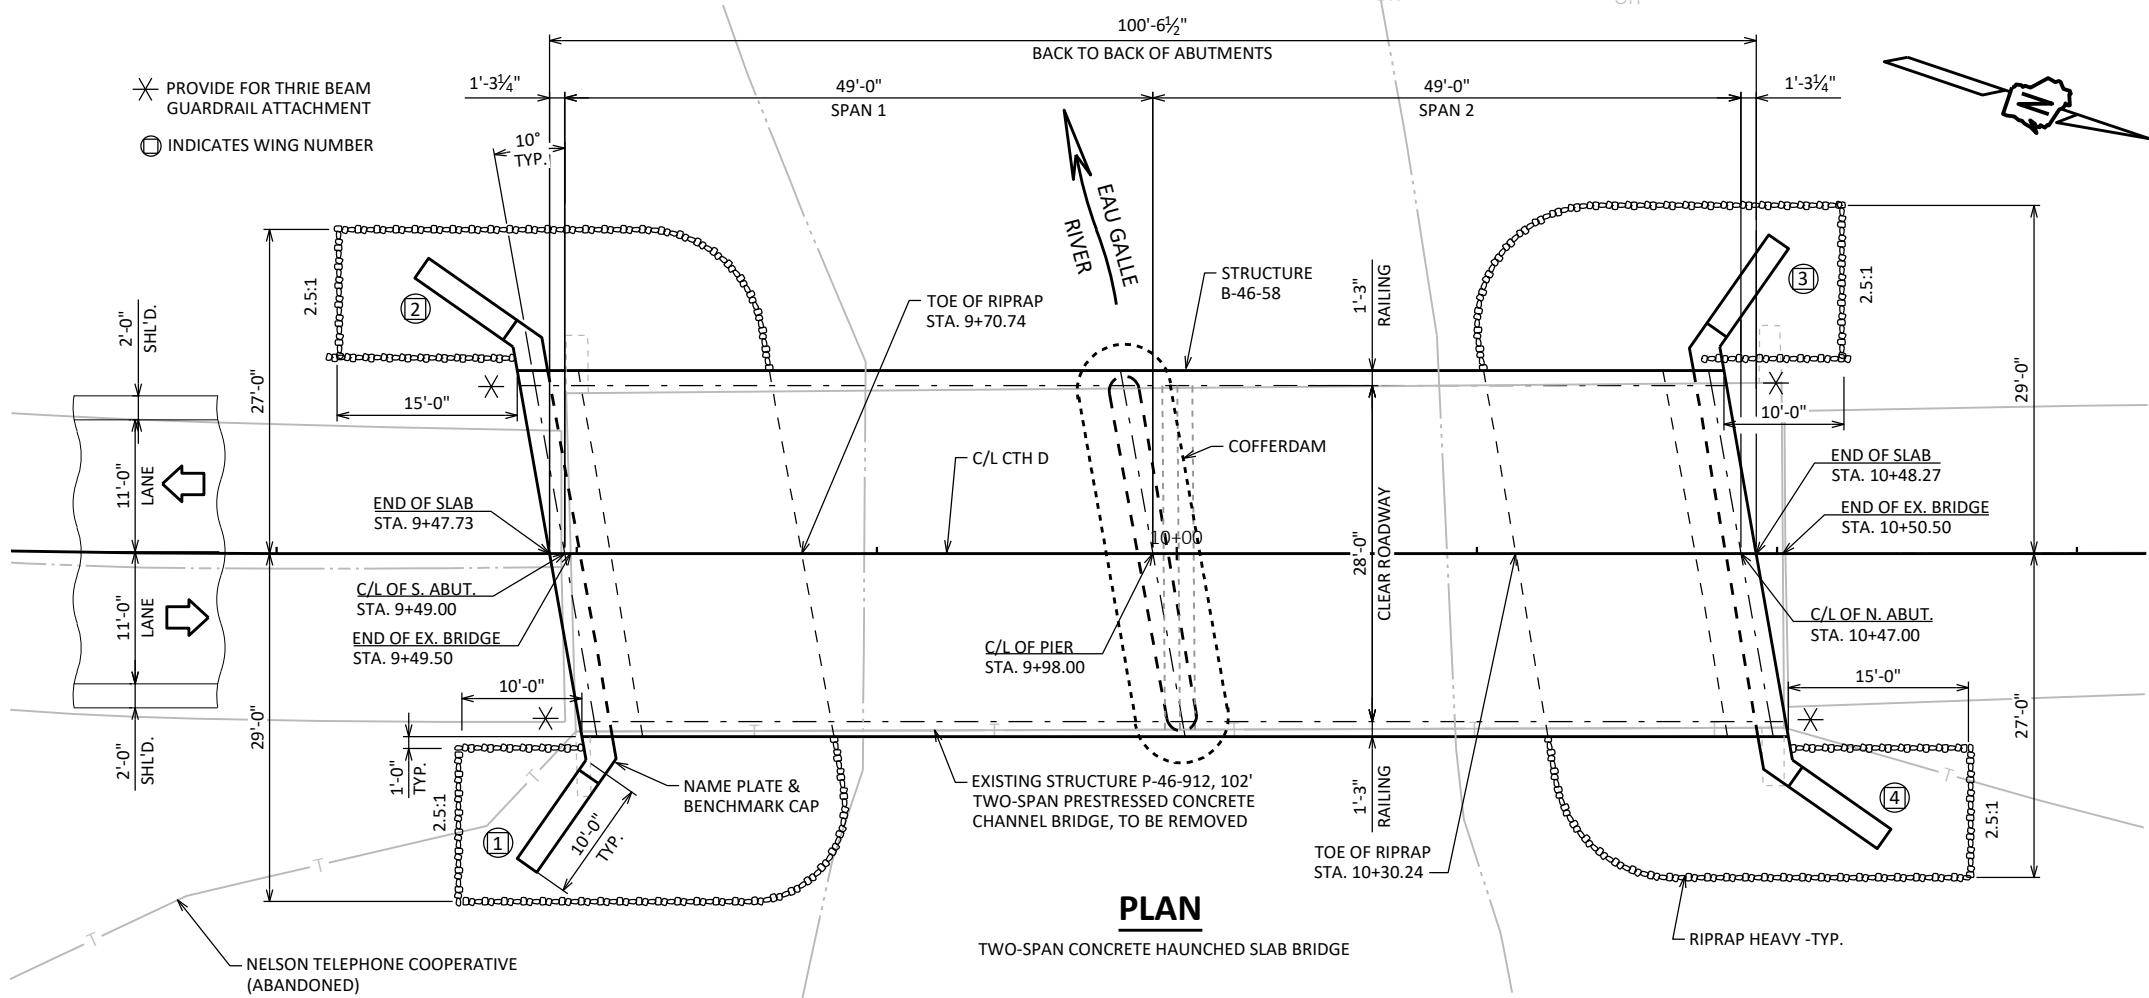 100'-6½"
BACK TO BACK OF ABUTMENTS
1'-3¼"
49'-0"
SPAN 1
49'-0"
SPAN 2
1'-3¼"
PROVIDE FOR THRIE BEAM
GUARDRAIL ATTACHMENT
INDICATES WING NUMBER
10°
TYP.
N
EAU GALLE
RIVER
STRUCTURE
B-46-58
1'-3"
RAILING
TOE OF RIPRAP
STA. 9+70.74
2.5:1
2
3
2.5:1
2'-0"
SHL'D.
27'-0"
29'-0"
15'-0"
10'-0"
11'-0"
LANE
C/L CTH D
COFFERDAM
END OF SLAB
STA. 9+47.73
END OF SLAB
STA. 10+48.27
END OF EX. BRIDGE
STA. 10+50.50
10+00
28'-0"
CLEAR ROADWAY
C/L OF S. ABUT.
STA. 9+49.00
END OF EX. BRIDGE
STA. 9+49.50
11'-0"
LANE
C/L OF PIER
STA. 9+98.00
C/L OF N. ABUT.
STA. 10+47.00
10'-0"
15'-0"
29'-0"
27'-0"
2'-0"
SHL'D.
1'-0"
TYP.
2.5:1
1
NAME PLATE &
BENCHMARK CAP
10'-0"
TYP.
EXISTING STRUCTURE P-46-912, 102'
TWO-SPAN PRESTRESSED CONCRETE
CHANNEL BRIDGE, TO BE REMOVED
1'-3"
RAILING
4
2.5:1
TOE OF RIPRAP
STA. 10+30.24
T
T
T
T
T
T
T
T
PLAN
TWO-SPAN CONCRETE HAUNCHED SLAB BRIDGE
RIPRAP HEAVY -TYP.
NELSON TELEPHONE COOPERATIVE
(ABANDONED)